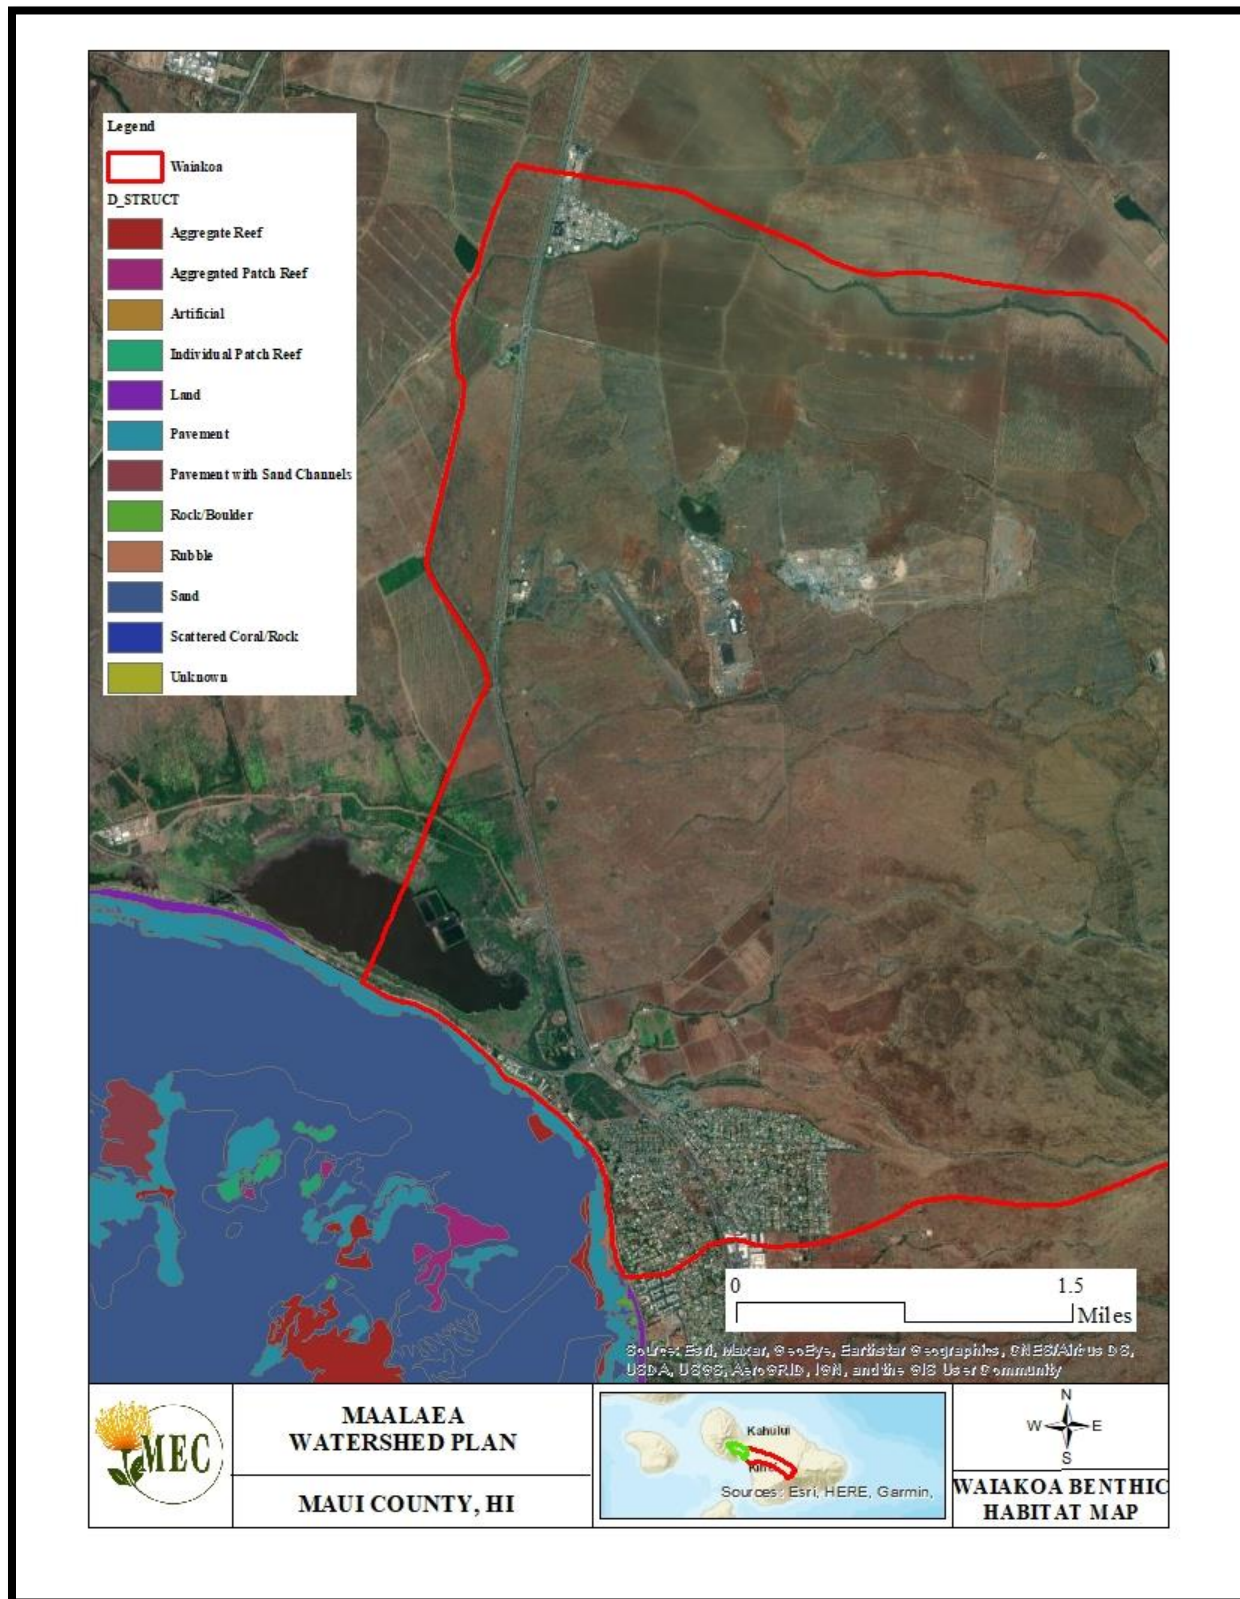 Legend
Waiakoa
D_STRUCT
Aggregate Reef
Aggregated Patch Reef
Artificial
Individual Patch Reef
Land
Pavement
Pavement with Sand Channels
Rock/Boulder
Rubble
Sand
Scattered Coral/Rock
Unknown
0 1.5
Miles
Source: Esri, Maxar, GeoEye, Earthstar Geographics, CNES/Airbus DS,
USDA, USGS, AeroGRID, IGN, and the GIS User Community
MEC
MAALAEA
WATERSHED PLAN
MAUI COUNTY, HI
Kahului
Kihei
Sources: Esri, HERE, Garmin,
N
W E
S
WAIAKOA BENTHIC
HABITAT MAP